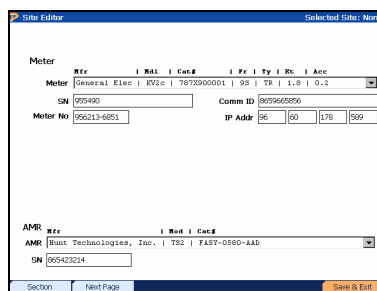 Site Editor Selected Site: Non
Meter
Mfr | Mdl | Cat# | Fr | Ty | Kt | Acc
Meter General Elec | KV2c | 787X900001 | 9S | TR | 1.8 | 0.2
SN 955490 Comm ID 8659665856
Meter No 956213-6851 IP Addr 96 60 178 589
AMR Mfr | Mod | Cat#
AMR Hunt Technologies, Inc. | TS2 | FASY-0580-AAD
SN 865423214
Section Next Page Save & Exit